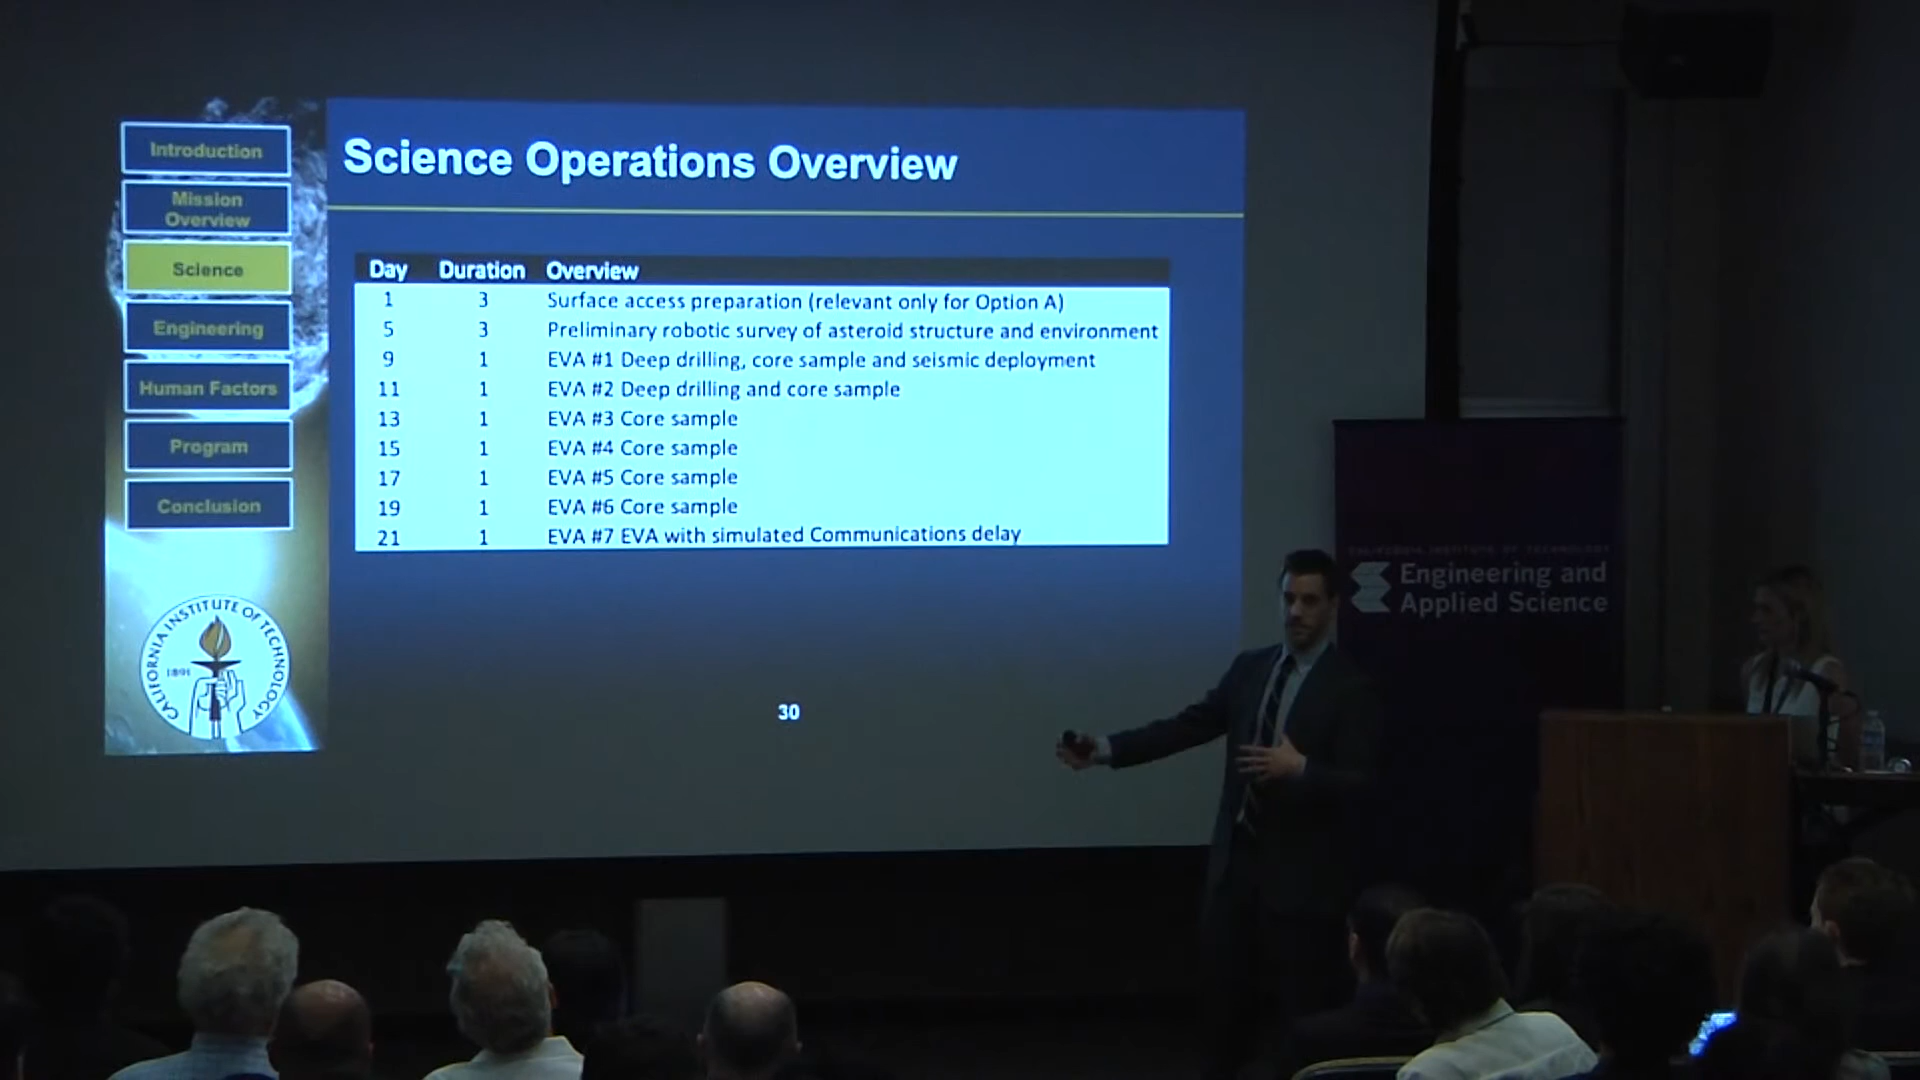 Introduction
Mission
Overview
Science
Engineering
Human Factors
Program
Conclusion
CALIFORNIA INSTITUTE OF TECHNOLOGY
1891
Science Operations Overview
Day Duration Overview
1 3 Surface access preparation (relevant only for Option A)
5 3 Preliminary robotic survey of asteroid structure and environment
9 1 EVA #1 Deep drilling, core sample and seismic deployment
11 1 EVA #2 Deep drilling and core sample
13 1 EVA #3 Core sample
15 1 EVA #4 Core sample
17 1 EVA #5 Core sample
19 1 EVA #6 Core sample
21 1 EVA #7 EVA with simulated Communications delay
30
CALIFORNIA INSTITUTE OF TECHNOLOGY
Engineering and
Applied Science